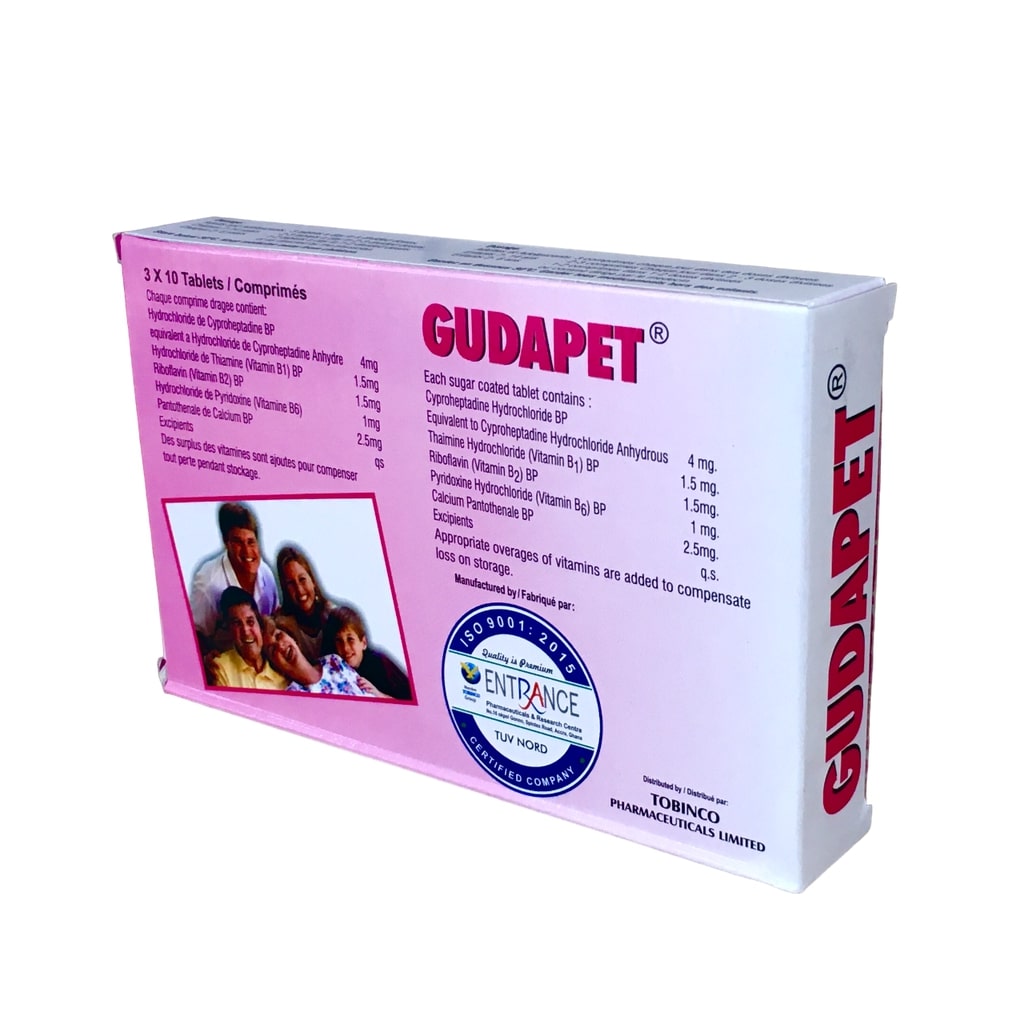 3 X 10 Tablets / Comprimés
Chaque comprime dragee contient:
Hydrochloride de Cyproheptadine BP
equivalent a Hydrochloride de Cyproheptadine Anhydre 4mg
Hydrochloride de Thiamine (Vitamin B1) BP 1.5mg
Riboflavin (Vitamin B2) BP 1.5mg
Hydrochloride de Pyridoxine (Vitamine B6) 1mg
Pantothenale de Calcium BP 2.5mg
Excipients qs
Des surplus des vitamines sont ajoutes pour compenser
tout perte pendant stockage.
GUDAPET®
Each sugar coated tablet contains :
Cyproheptadine Hydrochloride BP
Equivalent to Cyproheptadine Hydrochloride Anhydrous 4 mg.
Thaimine Hydrochloride (Vitamin B1) BP 1.5 mg.
Riboflavin (Vitamin B2) BP 1.5mg.
Pyridoxine Hydrochloride (Vitamin B6) BP 1 mg.
Calcium Pantothenale BP 2.5mg.
Excipients q.s.
Appropriate overages of vitamins are added to compensate
loss on storage.
Manufactured by / Fabriqué par:
ISO 9001: 2015
Quality is Premium
ENTRANCE
Pharmaceuticals & Research Centre
TOBINCO
Group
TUV NORD
CERTIFIED COMPANY
Distributed by / Distribué par:
TOBINCO
PHARMACEUTICALS LIMITED
GUDAPET®